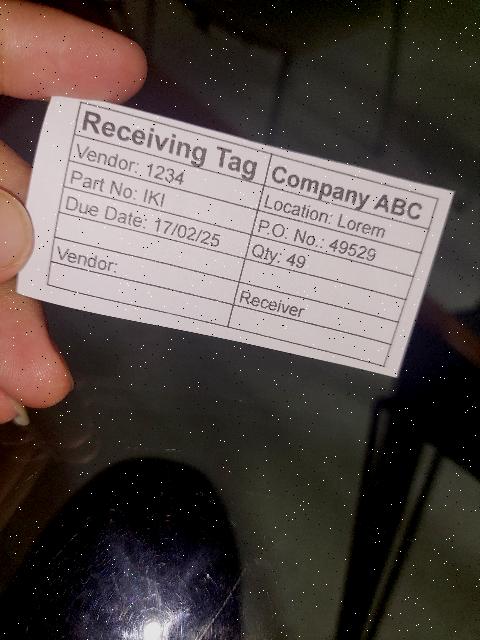 Receiving Tag
Company ABC
Vendor: 1234
Location: Lorem
Part No: IKI
P.O. No.: 49529
Due Date: 17/02/25
Qty: 49
Vendor:
Receiver